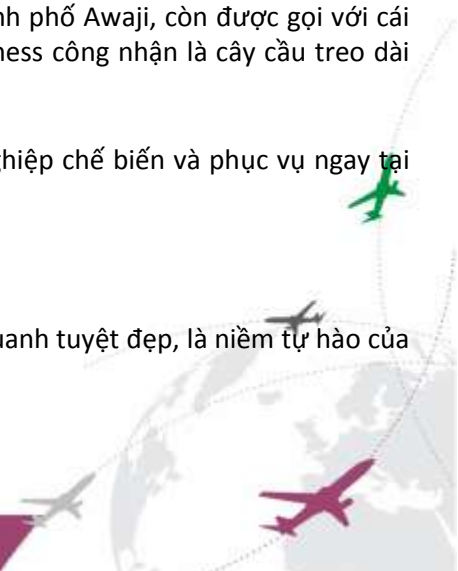 nh phố Awaji, còn được gọi với cái
ness công nhận là cây cầu treo dài
ghiệp chế biến và phục vụ ngay tại
uanh tuyệt đẹp, là niềm tự hào của